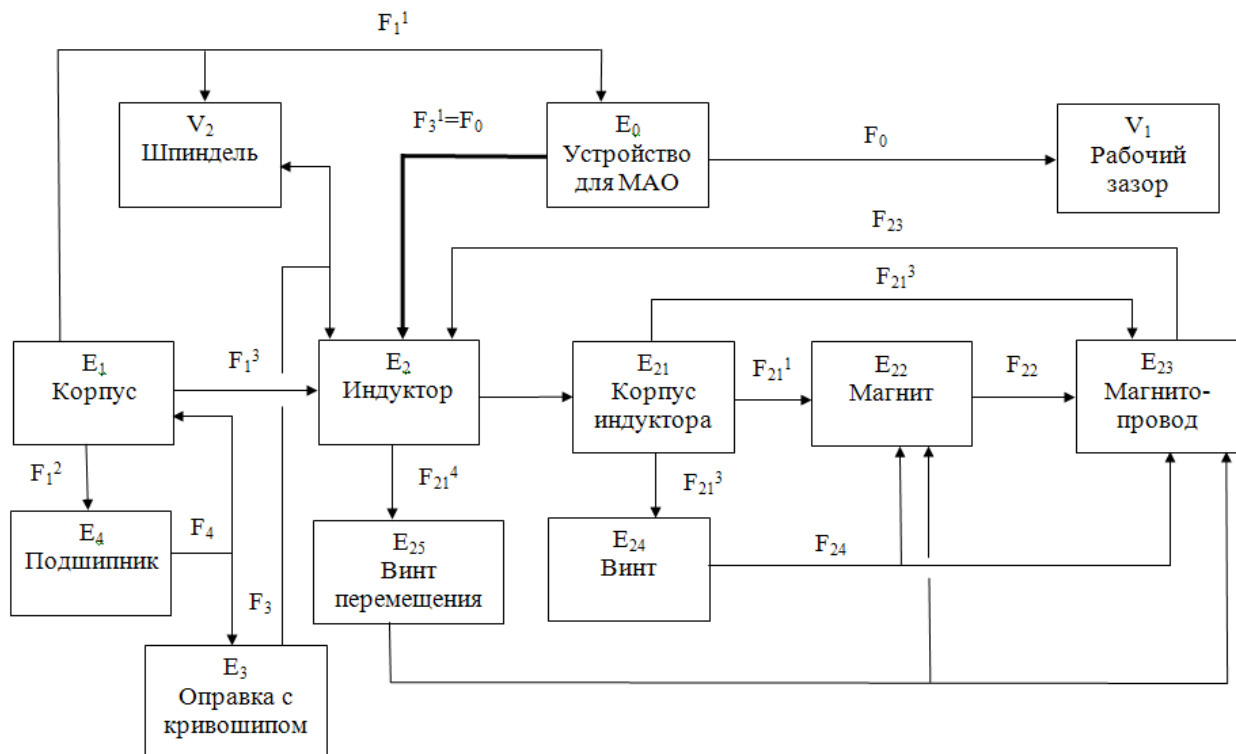 F₁¹
V₂
Шпиндель
F₃¹=F₀
E₀
Устройство
для МАО
F₀
V₁
Рабочий
зазор
F₂₃
F₂₁³
E₁
Корпус
F₁³
E₂
Индуктор
E₂₁
Корпус
индуктора
F₂₁¹
E₂₂
Магнит
F₂₂
E₂₃
Магнито-
провод
F₁²
F₂₁⁴
F₂₁³
E₄
Подшипник
F₄
E₂₅
Винт
перемещения
E₂₄
Винт
F₂₄
F₃
E₃
Оправка с
кривошипом